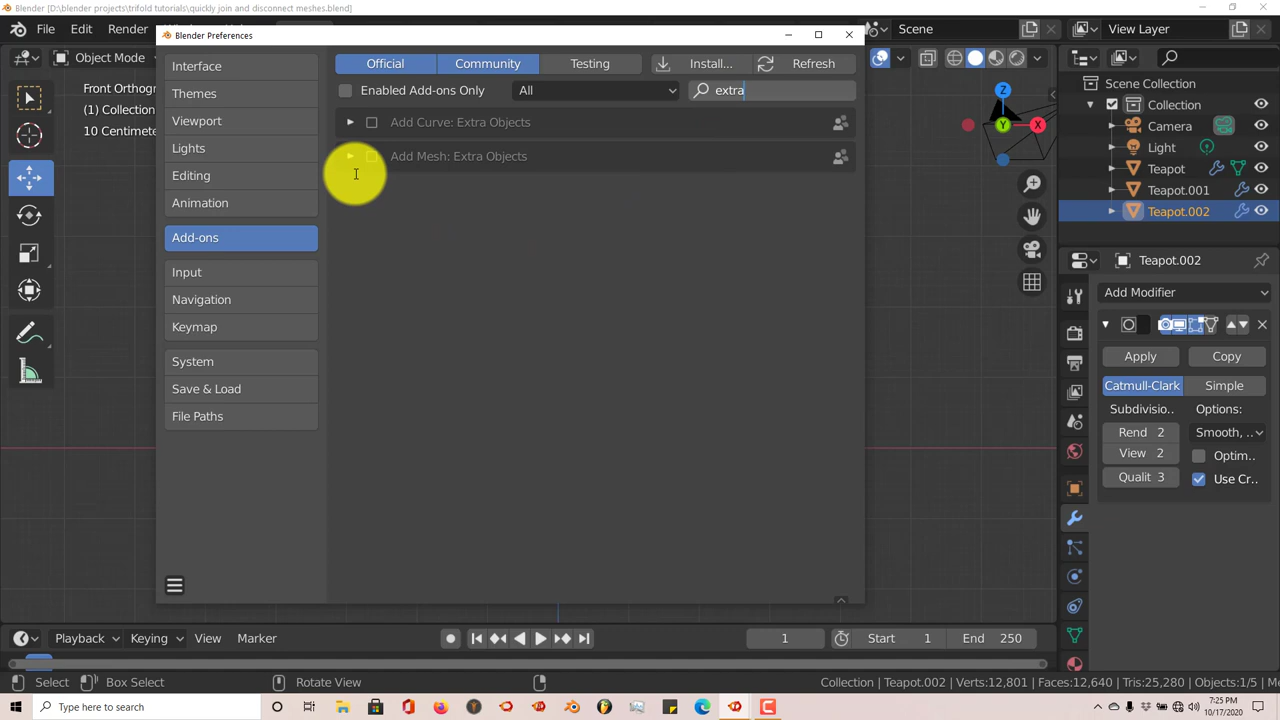 Blender [D:\blender projects\trifold tutorials\quickly join and disconnect meshes.blend]
File Edit
Blender Preferences
Scene
View Layer
Object Mode
Front Orthogr
(1) Collection
10 Centimete
Interface
Themes
Viewport
Lights
Editing
Animation
Add-ons
Input
Navigation
Keymap
System
Save & Load
File Paths
Official Community Testing Install... Refresh
Enabled Add-ons Only All extra
Add Curve: Extra Objects
Add Mesh: Extra Objects
Z
Y X
Scene Collection
Collection
Camera
Light
Teapot
Teapot.001
Teapot.002
Teapot.002
Add Modifier
Apply Copy
Catmull-Clark Simple
Subdivisio.. Options:
Rend 2 Smooth, ..
View 2 Optim..
Qualit 3 Use Cr..
Playback Keying View Marker 1 Start 1 End 250
Select Box Select Rotate View Collection | Teapot.002 | Verts:12,801 | Faces:12,640 | Tris:25,280 | Objects:1/5 | Me
Type here to search
7:25 PM
10/17/2020